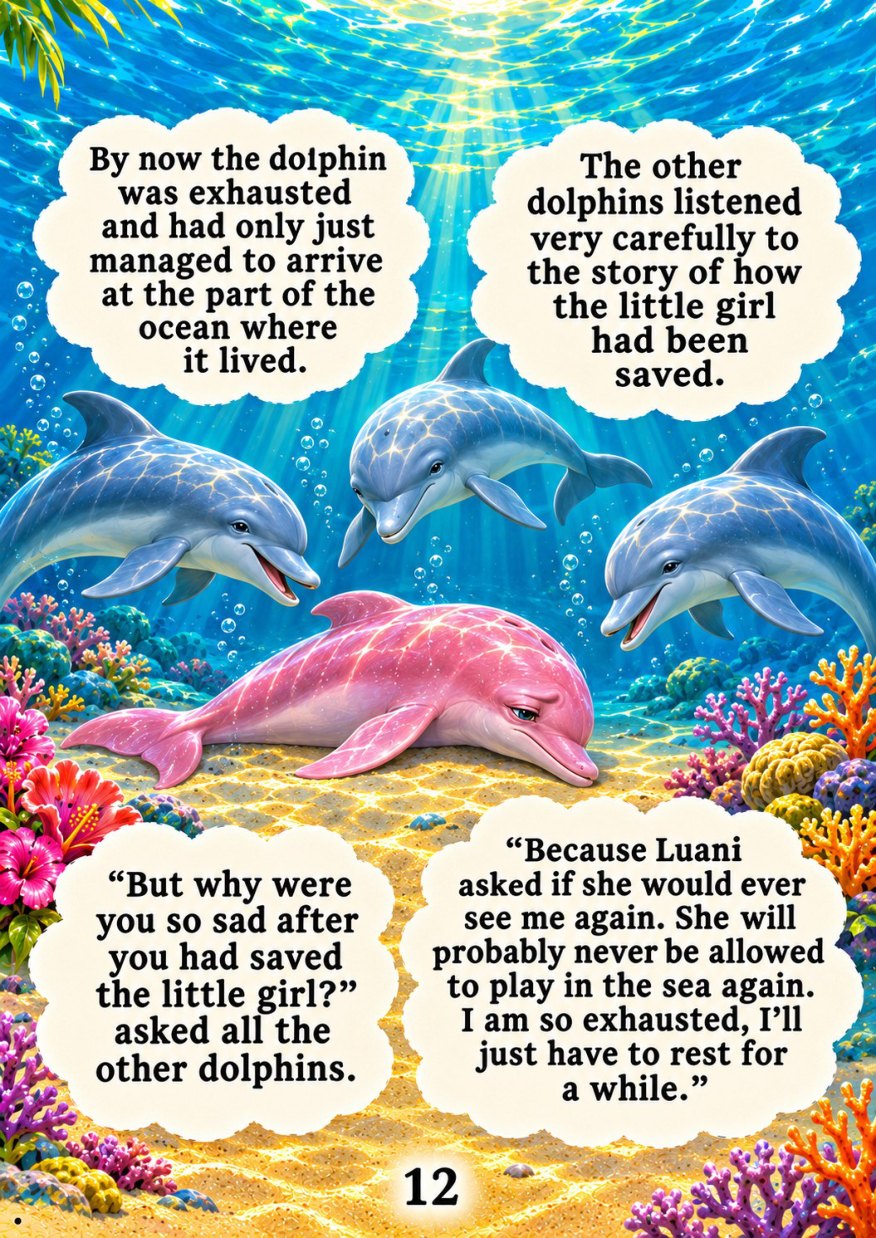 By now the dolphin
was exhausted
and had only just
managed to arrive
at the part of the
ocean where
it lived.
The other
dolphins listened
very carefully to
the story of how
the little girl
had been
saved.
“But why were
you so sad after
you had saved
the little girl?”
asked all the
other dolphins.
“Because Luani
asked if she would ever
see me again. She will
probably never be allowed
to play in the sea again.
I am so exhausted, I’ll
just have to rest for
a while.”
12